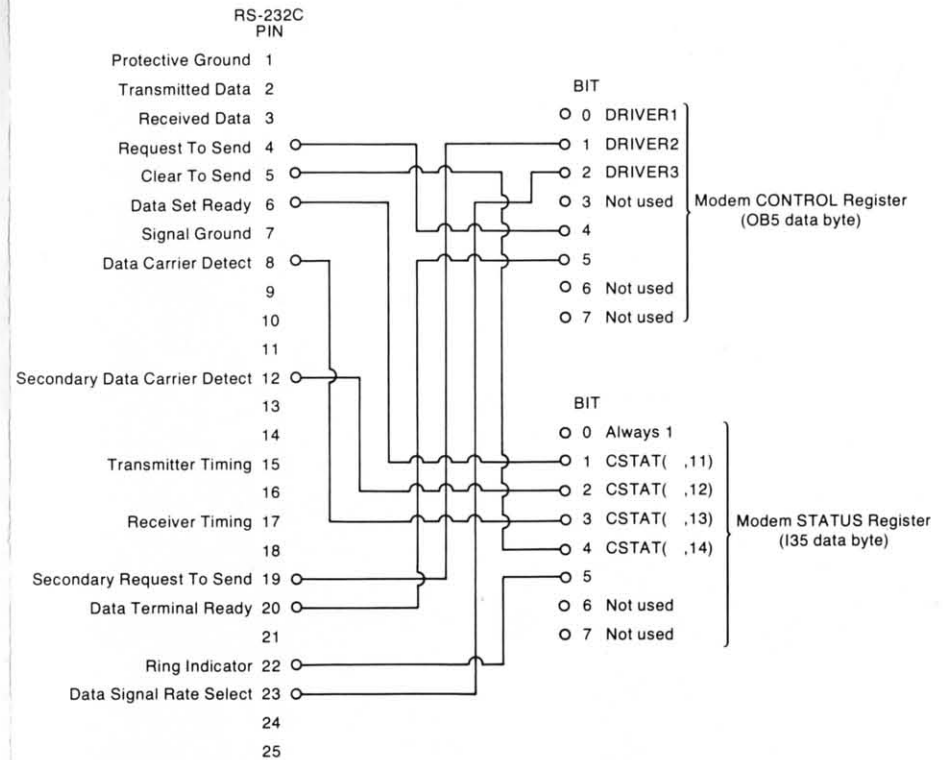 RS-232C
PIN
Protective Ground 1
Transmitted Data 2
Received Data 3
Request To Send 4
Clear To Send 5
Data Set Ready 6
Signal Ground 7
Data Carrier Detect 8
9
10
11
Secondary Data Carrier Detect 12
13
14
Transmitter Timing 15
16
Receiver Timing 17
18
Secondary Request To Send 19
Data Terminal Ready 20
21
Ring Indicator 22
Data Signal Rate Select 23
24
25
BIT
0 DRIVER1
1 DRIVER2
2 DRIVER3
3 Not used
4
5
6 Not used
7 Not used
Modem CONTROL Register
(OB5 data byte)
BIT
0 Always 1
1 CSTAT( ,11)
2 CSTAT( ,12)
3 CSTAT( ,13)
4 CSTAT( ,14)
5
6 Not used
7 Not used
Modem STATUS Register
(I35 data byte)